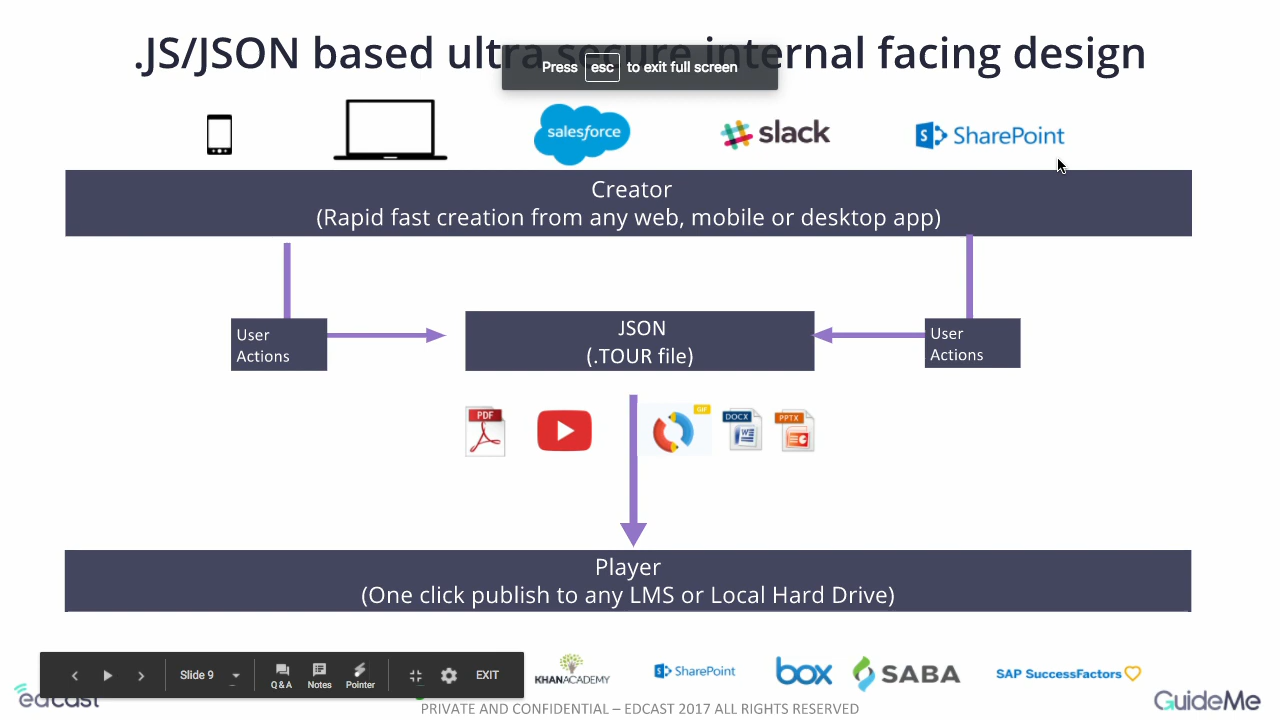 .JS/JSON based ultra secure internal facing design
Press esc to exit full screen
salesforce
slack
SharePoint
Creator
(Rapid fast creation from any web, mobile or desktop app)
User
Actions
JSON
(.TOUR file)
User
Actions
PDF
GIF
DOCX
W
PPTX
P
Player
(One click publish to any LMS or Local Hard Drive)
Slide 9
Q&A
Notes
Pointer
EXIT
KHANACADEMY
SharePoint
box
SABA
SAP SuccessFactors
edcast
PRIVATE AND CONFIDENTIAL – EDCAST 2017 ALL RIGHTS RESERVED
GuideMe